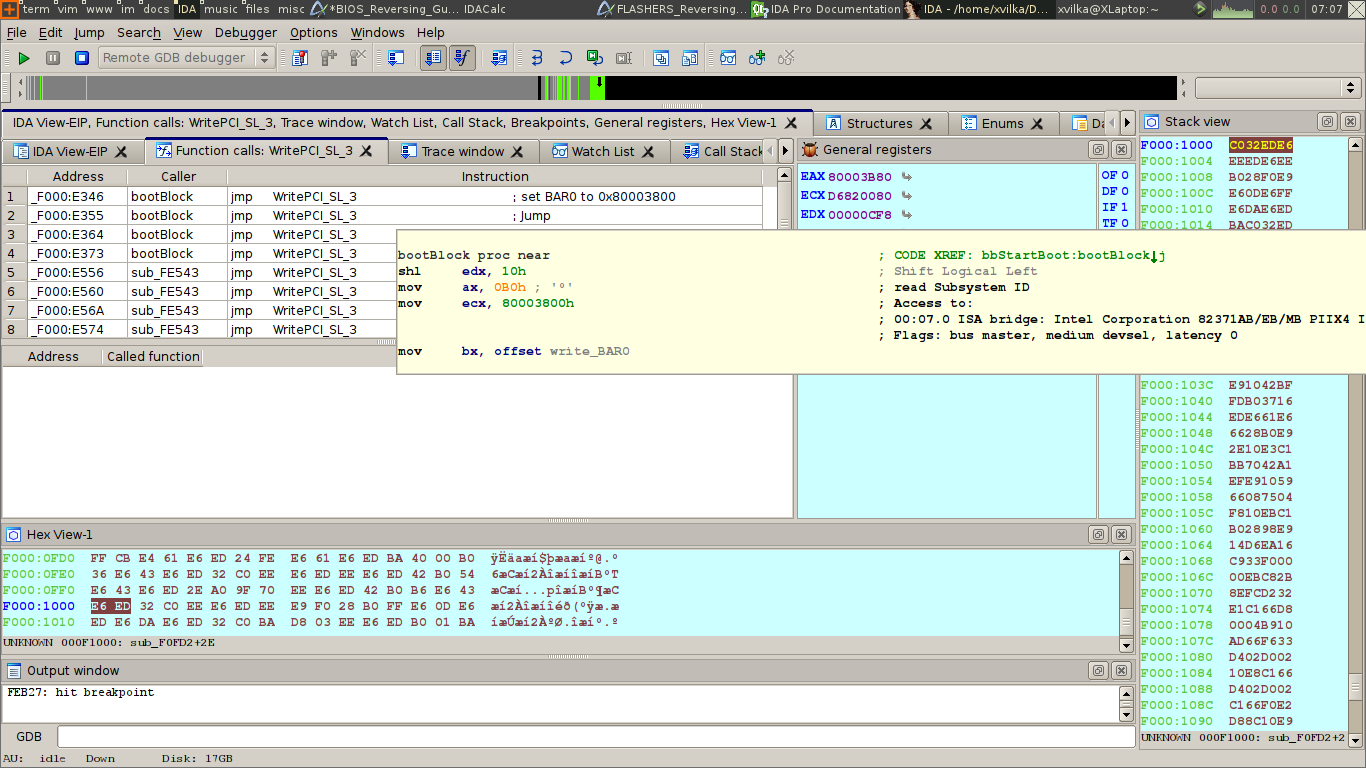 term vim www im docs IDA music files misc *BIOS_Reversing_Gu... IDACalc FLASHERS_Reversing... IDA Pro Documentation IDA - /home/xvilka/D... xvilka@XLaptop:~ 0.0 0.0 07:07
File Edit Jump Search View Debugger Options Windows Help
Remote GDB debugger
IDA View-EIP, Function calls: WritePCI_SL_3, Trace window, Watch List, Call Stack, Breakpoints, General registers, Hex View-1 Structures Enums Da
IDA View-EIP Function calls: WritePCI_SL_3 Trace window Watch List Call Stack
Address Caller Instruction
1 _F000:E346 bootBlock jmp WritePCI_SL_3 ; set BAR0 to 0x80003800
2 _F000:E355 bootBlock jmp WritePCI_SL_3 ; Jump
3 _F000:E364 bootBlock jmp WritePCI_SL_3
4 _F000:E373 bootBlock jmp WritePCI_SL_3
5 _F000:E556 sub_FE543 jmp WritePCI_SL_3
6 _F000:E560 sub_FE543 jmp WritePCI_SL_3
7 _F000:E56A sub_FE543 jmp WritePCI_SL_3
8 _F000:E574 sub_FE543 jmp WritePCI_SL_3
Address Called function
General registers
EAX 80003B80
ECX D6820080
EDX 00000CF8
OF 0
DF 0
IF 1
TF 0
bootBlock proc near ; CODE XREF: bbStartBoot:bootBlock↓j
shl edx, 10h ; Shift Logical Left
mov ax, 0B0h ; '°' ; read Subsystem ID
mov ecx, 80003800h ; Access to:
; 00:07.0 ISA bridge: Intel Corporation 82371AB/EB/MB PIIX4 I
; Flags: bus master, medium devsel, latency 0
mov bx, offset write_BAR0
Stack view
F000:1000 C032EDE6
F000:1004 EEEDE6EE
F000:1008 B028F0E9
F000:100C E60DE6FF
F000:1010 E6DAE6ED
F000:1014 BAC032ED
F000:103C E91042BF
F000:1040 FDB03716
F000:1044 EDE661E6
F000:1048 6628B0E9
F000:104C 2E10E3C1
F000:1050 BB7042A1
F000:1054 EFE91059
F000:1058 66087504
F000:105C F810EBC1
F000:1060 B02898E9
F000:1064 14D6EA16
F000:1068 C933F000
F000:106C 00EBC82B
F000:1070 8EFCD232
F000:1074 E1C166D8
F000:1078 0004B910
F000:107C AD66F633
F000:1080 D402D002
F000:1084 10E8C166
F000:1088 D402D002
F000:108C C166F0E2
F000:1090 D88C10E9
UNKNOWN 000F1000: sub_F0FD2+2
Hex View-1
F000:0FD0 FF CB E4 61 E6 ED 24 FE E6 61 E6 ED BA 40 00 B0 ÿËäaæí$þæaæíº@.°
F000:0FE0 36 E6 43 E6 ED 32 C0 EE E6 ED EE E6 ED 42 B0 54 6æCæí2ÀîæíîæíB°T
F000:0FF0 E6 43 E6 ED 2E A0 9F 70 EE E6 ED 42 B0 B6 E6 43 æCæí...pîæíB°¶æC
F000:1000 E6 ED 32 C0 EE E6 ED EE E9 F0 28 B0 FF E6 0D E6 æí2Àîæíîéð(°ÿæ.æ
F000:1010 ED E6 DA E6 ED 32 C0 BA D8 03 EE E6 ED B0 01 BA íæÚæí2ÀºØ.îæí°.º
UNKNOWN 000F1000: sub_F0FD2+2E
Output window
FEB27: hit breakpoint
GDB
AU: idle Down Disk: 17GB